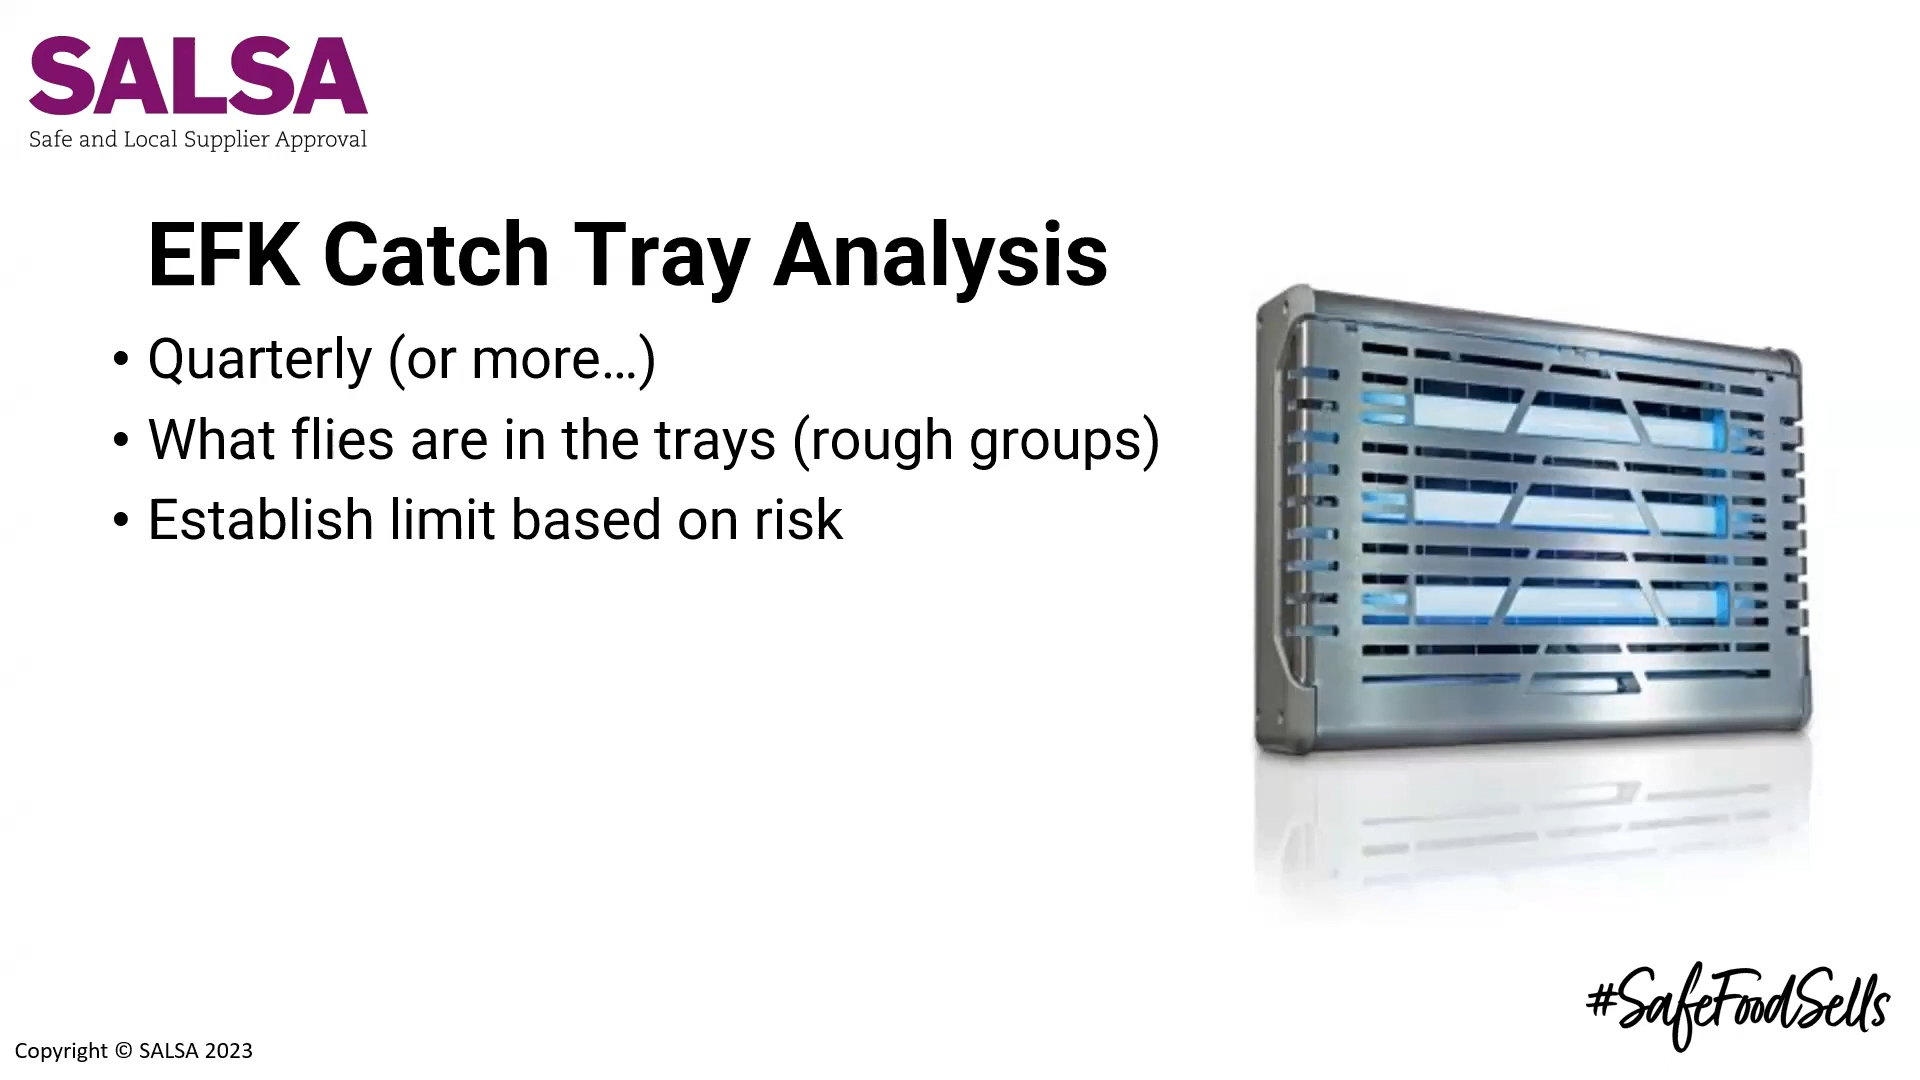 SALSA
Safe and Local Supplier Approval
EFK Catch Tray Analysis
• Quarterly (or more…)
• What flies are in the trays (rough groups)
• Establish limit based on risk
#SafeFoodSells
Copyright © SALSA 2023